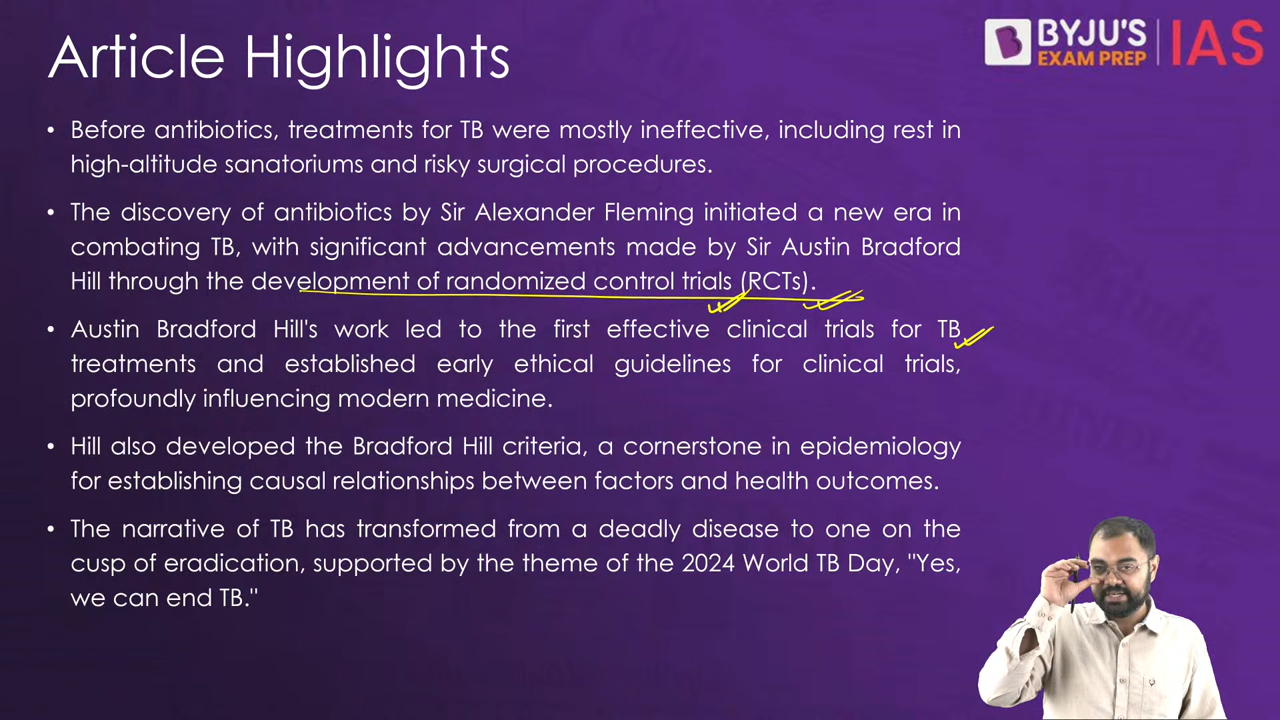 Article Highlights
BYJU'S
EXAM PREP
IAS
• Before antibiotics, treatments for TB were mostly ineffective, including rest in
high-altitude sanatoriums and risky surgical procedures.
• The discovery of antibiotics by Sir Alexander Fleming initiated a new era in
combating TB, with significant advancements made by Sir Austin Bradford
Hill through the development of randomized control trials (RCTs).
• Austin Bradford Hill's work led to the first effective clinical trials for TB
treatments and established early ethical guidelines for clinical trials,
profoundly influencing modern medicine.
• Hill also developed the Bradford Hill criteria, a cornerstone in epidemiology
for establishing causal relationships between factors and health outcomes.
• The narrative of TB has transformed from a deadly disease to one on the
cusp of eradication, supported by the theme of the 2024 World TB Day, "Yes,
we can end TB."